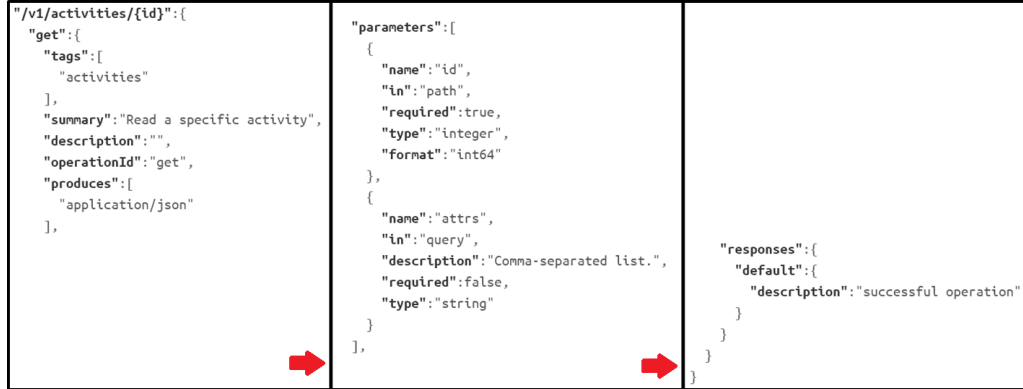 "/v1/activities/{id}":{
"get":{
"tags":[
"activities"
],
"summary":"Read a specific activity",
"description":"",
"operationId":"get",
"produces":[
"application/json"
],
"parameters":[
{
"name":"id",
"in":"path",
"required":true,
"type":"integer",
"format":"int64"
},
{
"name":"attrs",
"in":"query",
"description":"Comma-separated list.",
"required":false,
"type":"string"
}
],
"responses":{
"default":{
"description":"successful operation"
}
}
}
}